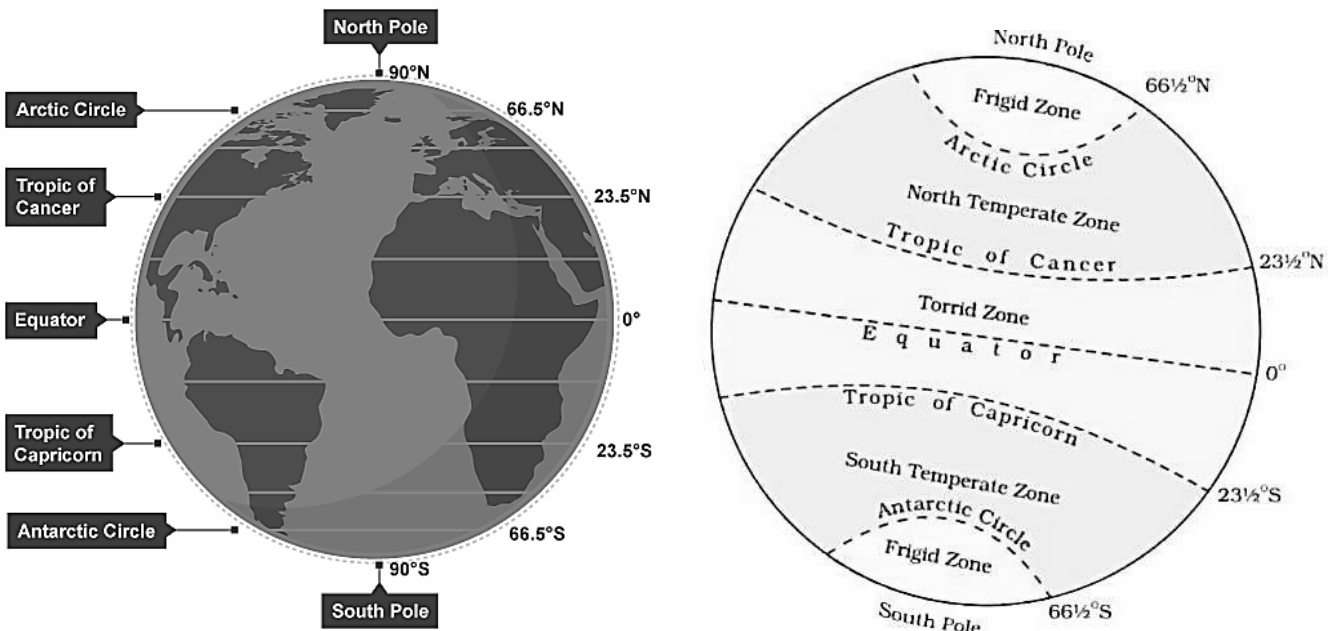 North Pole
90°N
Arctic Circle
66.5°N
Tropic of
Cancer
23.5°N
Equator
0°
Tropic of
Capricorn
23.5°S
Antarctic Circle
66.5°S
90°S
South Pole
North Pole
66½°N
Frigid Zone
Arctic Circle
North Temperate Zone
Tropic of Cancer
23½°N
Torrid Zone
Equator
0°
Tropic of Capricorn
South Temperate Zone
23½°S
Antarctic Circle
Frigid Zone
66½°S
South Pole